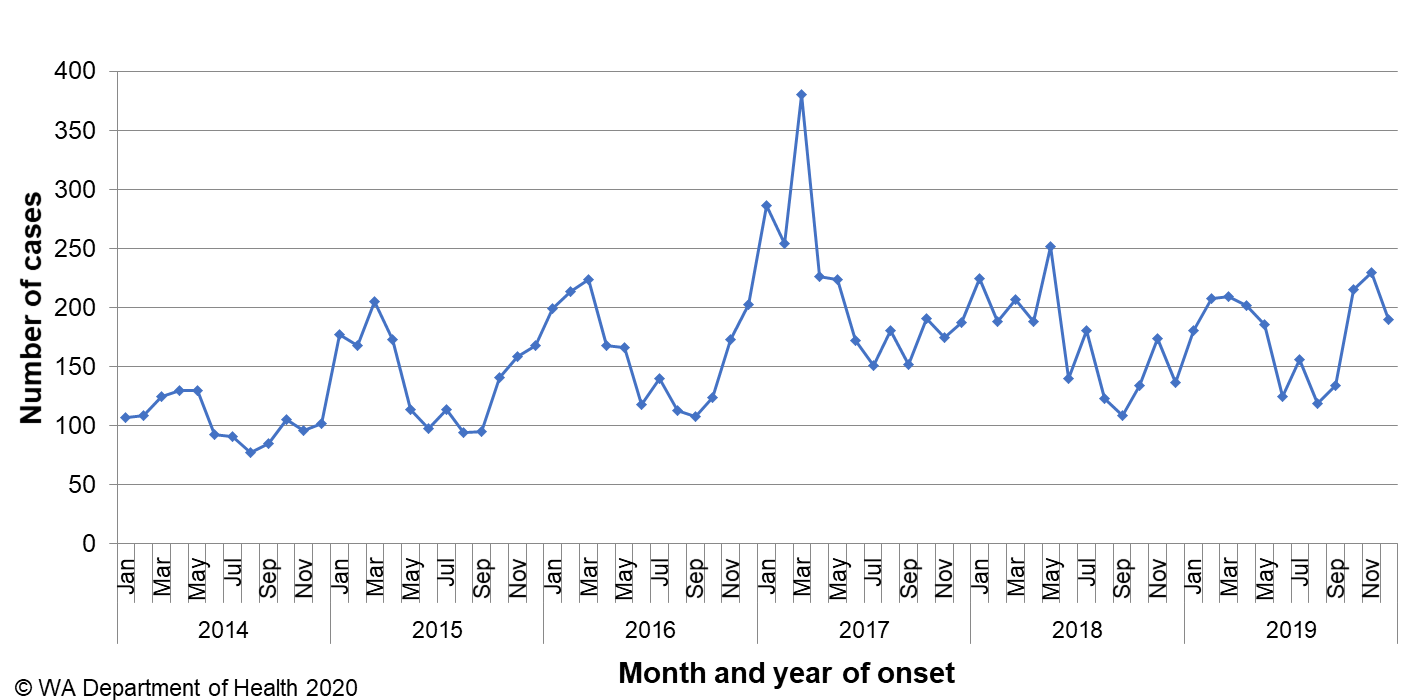 400
350
300
250
200
150
100
50
0
Number of cases
Jan Mar May Jul Sep Nov Jan Mar May Jul Sep Nov Jan Mar May Jul Sep Nov Jan Mar May Jul Sep Nov Jan Mar May Jul Sep Nov Jan Mar May Jul Sep Nov
2014 2015 2016 2017 2018 2019
Month and year of onset
© WA Department of Health 2020